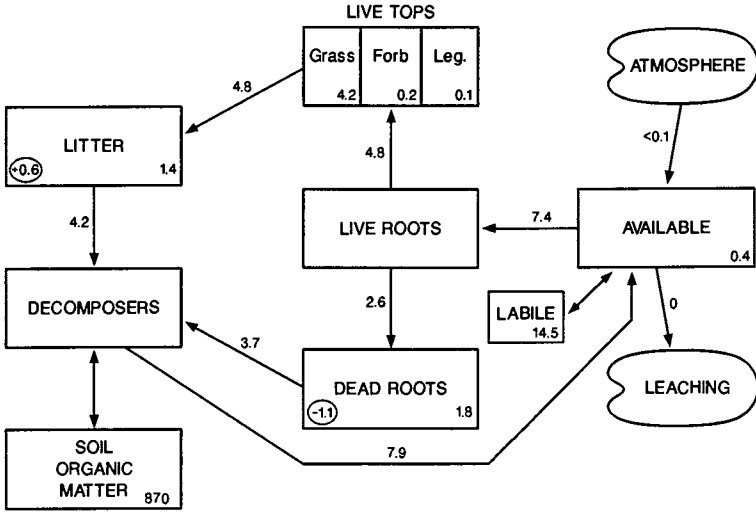 LIVE TOPS
Grass Forb Leg.
4.2 0.2 0.1
ATMOSPHERE
4.8
<0.1
LITTER
+0.6 1.4
4.8
4.2
LIVE ROOTS
7.4
AVAILABLE
0.4
DECOMPOSERS
2.6
LABILE
14.5
0
3.7
DEAD ROOTS
-1.1 1.8
LEACHING
SOIL
ORGANIC
MATTER 870
7.9